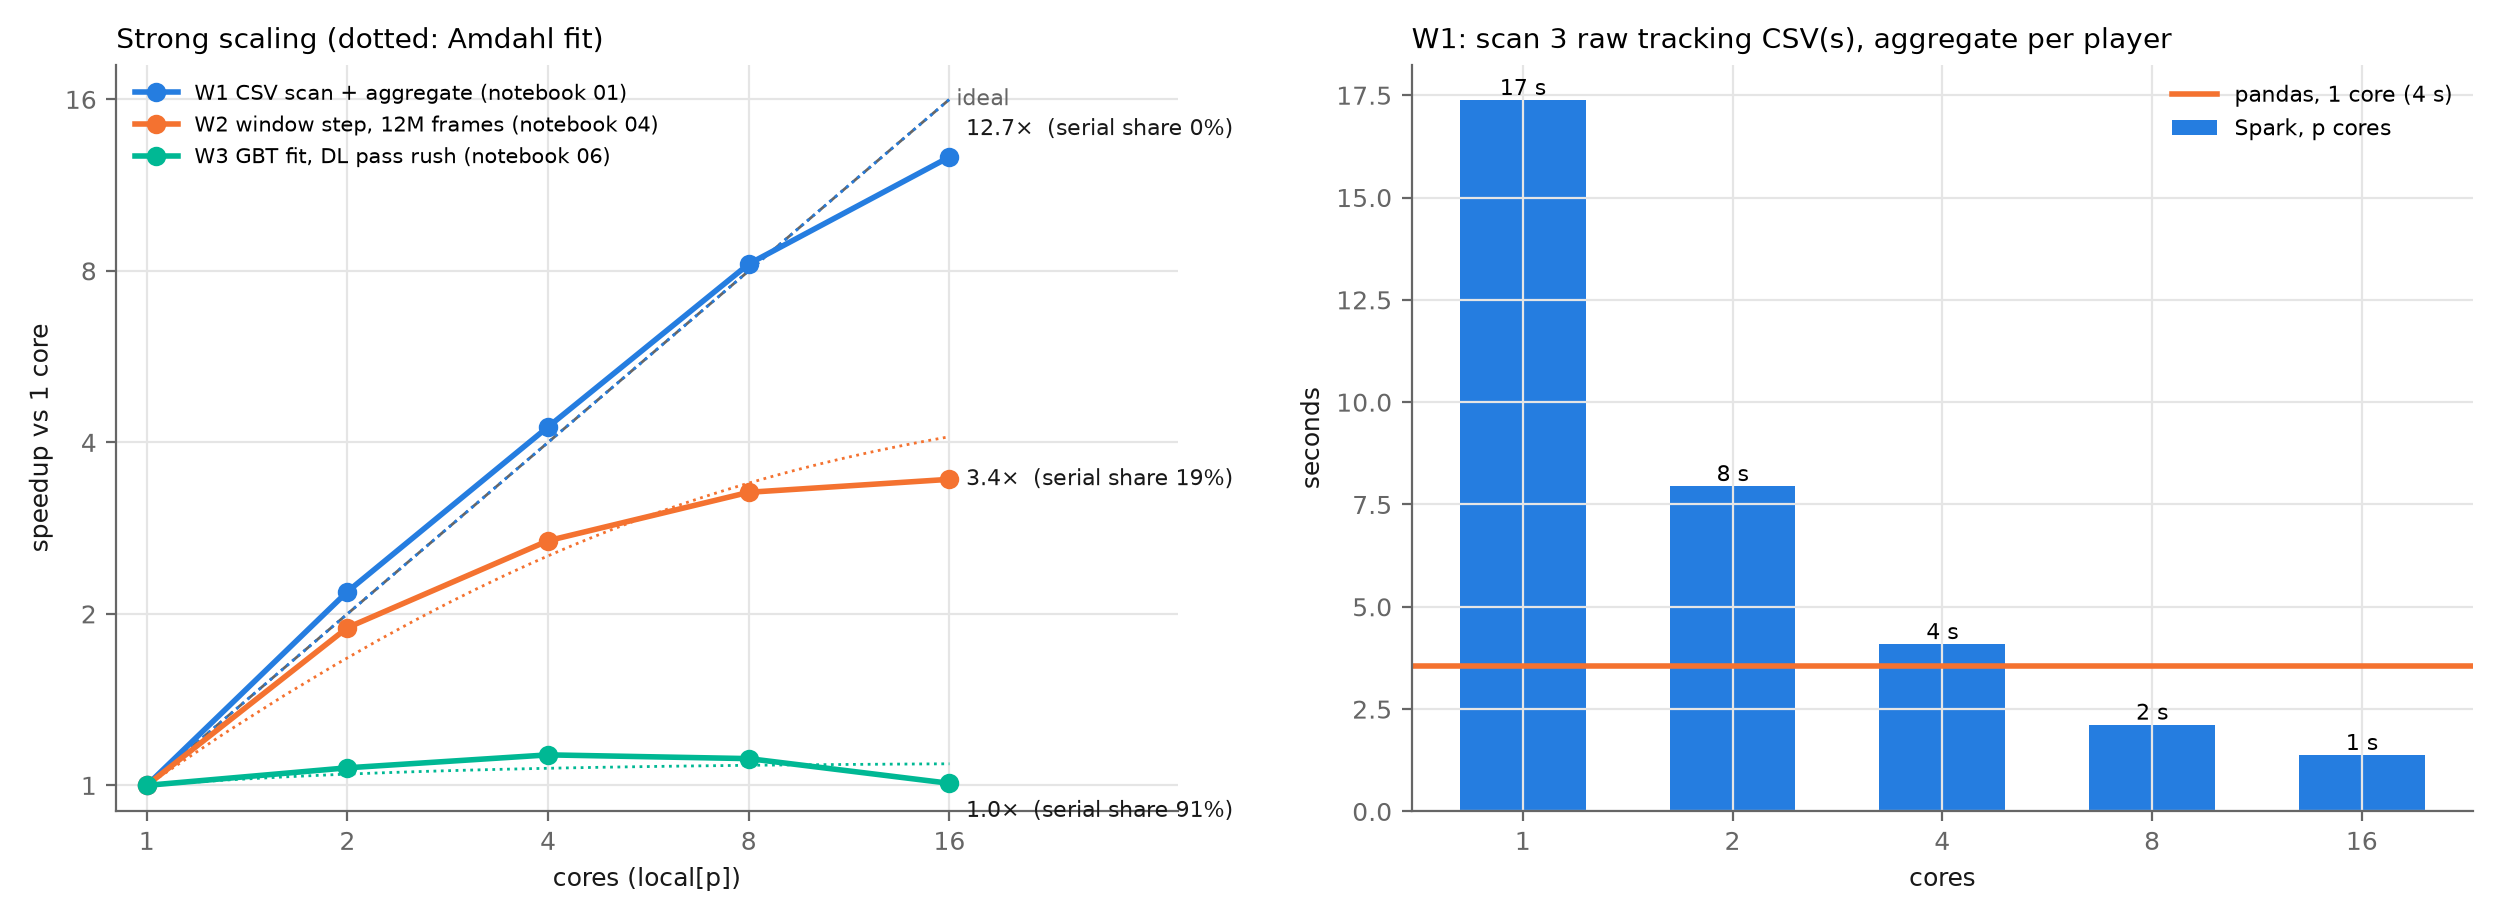 Strong scaling (dotted: Amdahl fit)
W1 CSV scan + aggregate (notebook 01)
W2 window step, 12M frames (notebook 04)
W3 GBT fit, DL pass rush (notebook 06)
ideal
12.7×  (serial share 0%)
3.4×  (serial share 19%)
1.0×  (serial share 91%)
16
8
4
2
1
speedup vs 1 core
1 2 4 8 16
cores (local[p])
W1: scan 3 raw tracking CSV(s), aggregate per player
pandas, 1 core (4 s)
Spark, p cores
17 s
8 s
4 s
2 s
1 s
17.5
15.0
12.5
10.0
7.5
5.0
2.5
0.0
seconds
1 2 4 8 16
cores